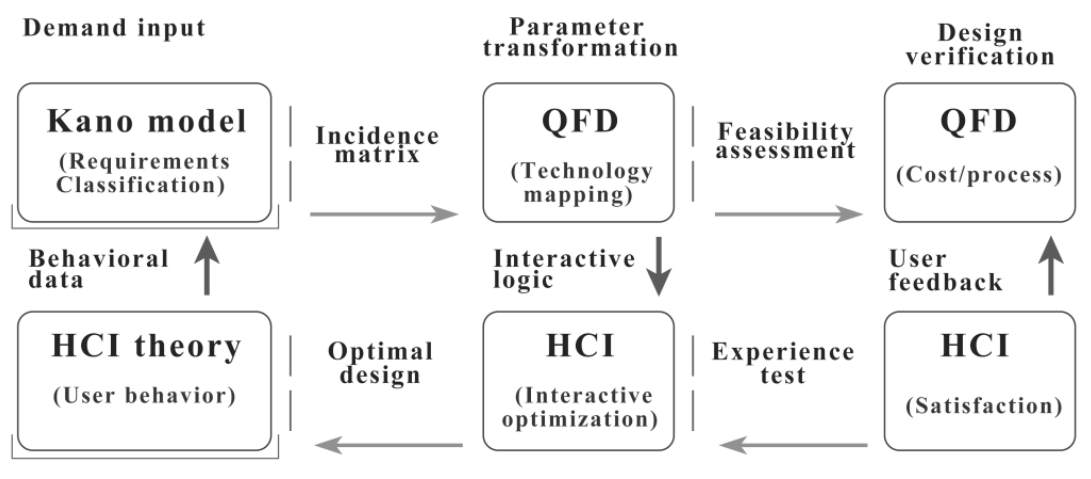 Demand input
Parameter
transformation
Design
verification
Kano model
(Requirements
Classification)
Incidence
matrix
QFD
(Technology
mapping)
Feasibility
assessment
QFD
(Cost/process)
Behavioral
data
Interactive
logic
User
feedback
HCI theory
(User behavior)
Optimal
design
HCI
(Interactive
optimization)
Experience
test
HCI
(Satisfaction)